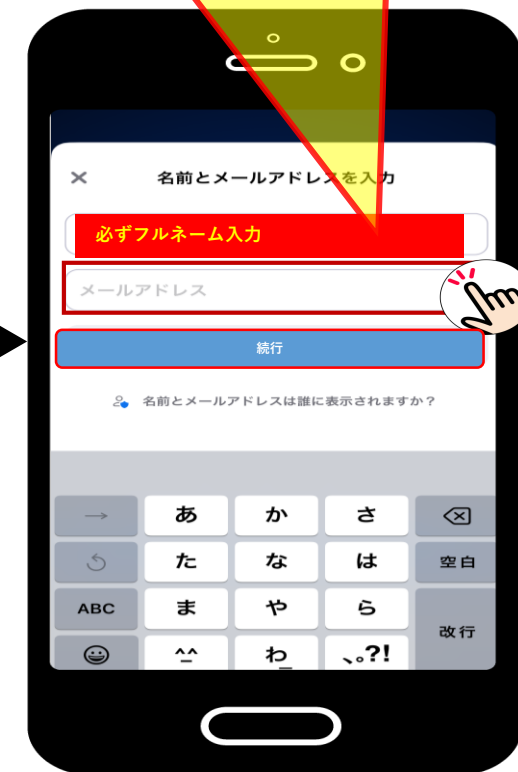 × 名前とメールアドレスを入力
必ずフルネーム入力
メールアドレス
続行
名前とメールアドレスは誰に表示されますか？
→ あ か さ
た な は 空白
ABC ま や ら
^_^ わ_ 、。?! 改行